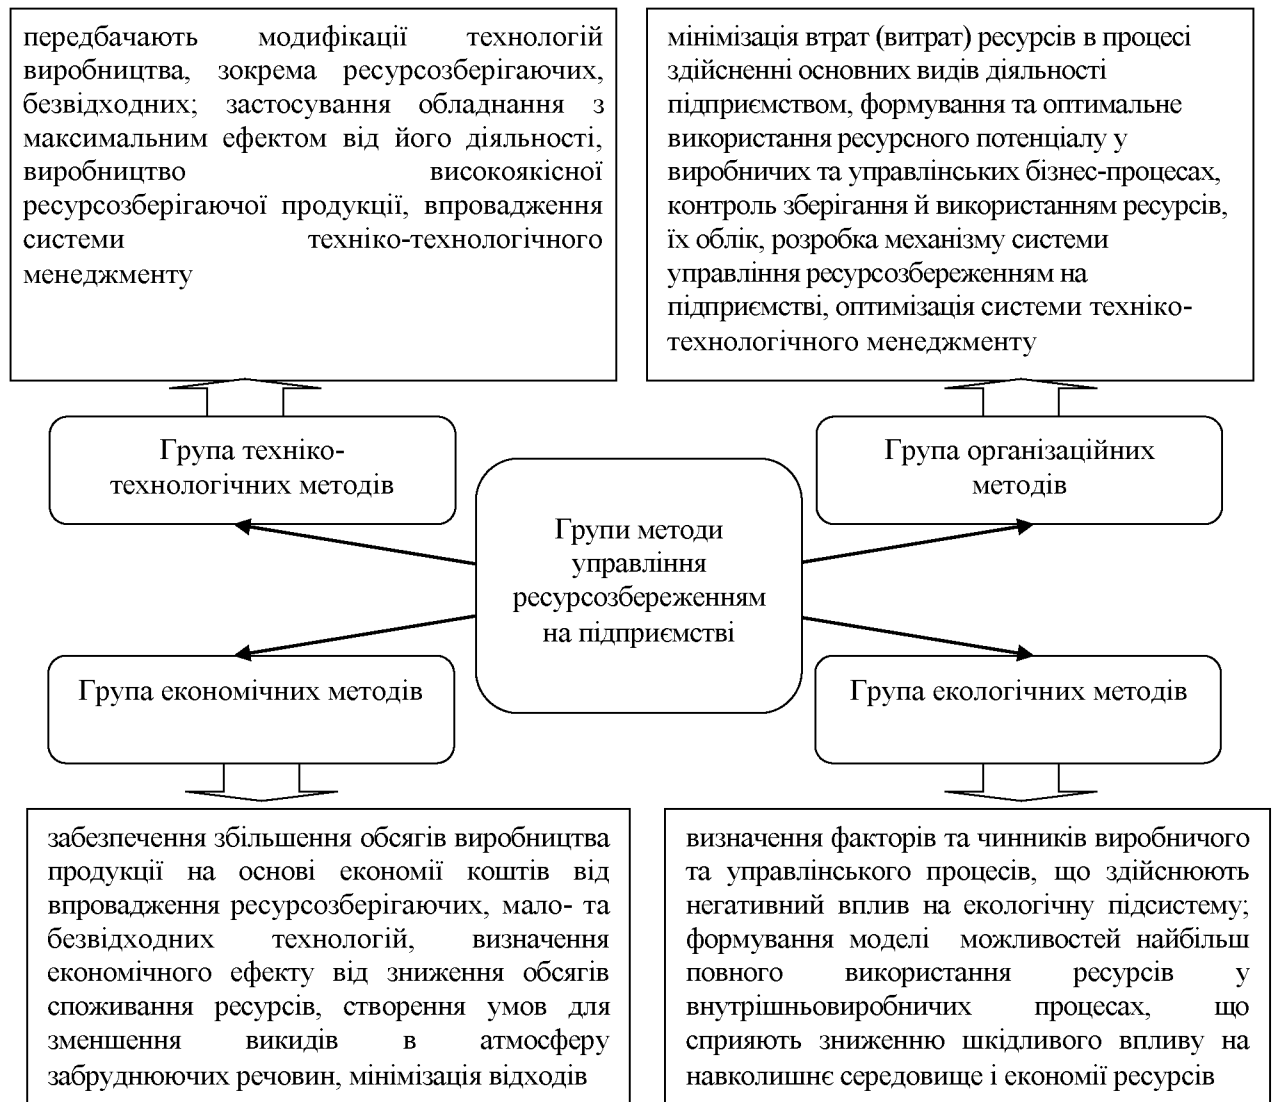 передбачають модифікації технологій
виробництва, зокрема ресурсозберігаючих,
безвідходних; застосування обладнання з
максимальним ефектом від його діяльності,
виробництво високоякісної
ресурсозберігаючої продукції, впровадження
системи техніко-технологічного
менеджменту
мінімізація втрат (витрат) ресурсів в процесі
здійсненні основних видів діяльності
підприємством, формування та оптимальне
використання ресурсного потенціалу у
виробничих та управлінських бізнес-процесах,
контроль зберігання й використанням ресурсів,
їх облік, розробка механізму системи
управління ресурсозбереженням на
підприємстві, оптимізація системи техніко-
технологічного менеджменту
Група техніко-
технологічних методів
Група організаційних
методів
Групи методи
управління
ресурсозбереженням
на підприємстві
Група економічних методів
Група екологічних методів
забезпечення збільшення обсягів виробництва
продукції на основі економії коштів від
впровадження ресурсозберігаючих, мало- та
безвідходних технологій, визначення
економічного ефекту від зниження обсягів
споживання ресурсів, створення умов для
зменшення викидів в атмосферу
забруднюючих речовин, мінімізація відходів
визначення факторів та чинників виробничого
та управлінського процесів, що здійснюють
негативний вплив на екологічну підсистему;
формування моделі можливостей найбільш
повного використання ресурсів у
внутрішньовиробничих процесах, що
сприяють зниженню шкідливого впливу на
навколишнє середовище і економії ресурсів